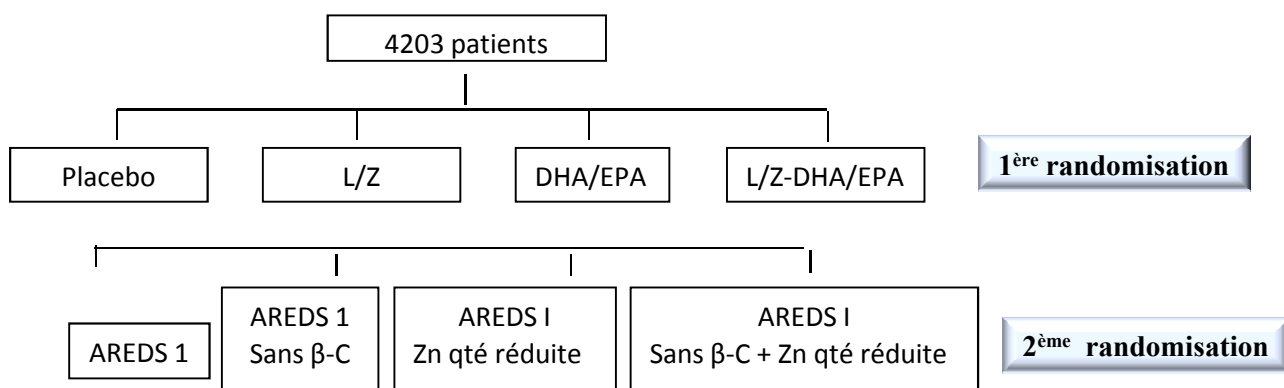 4203 patients
Placebo
L/Z
DHA/EPA
L/Z-DHA/EPA
1ère randomisation
AREDS 1
AREDS 1
Sans β-C
AREDS I
Zn qté réduite
AREDS I
Sans β-C + Zn qté réduite
2ème randomisation